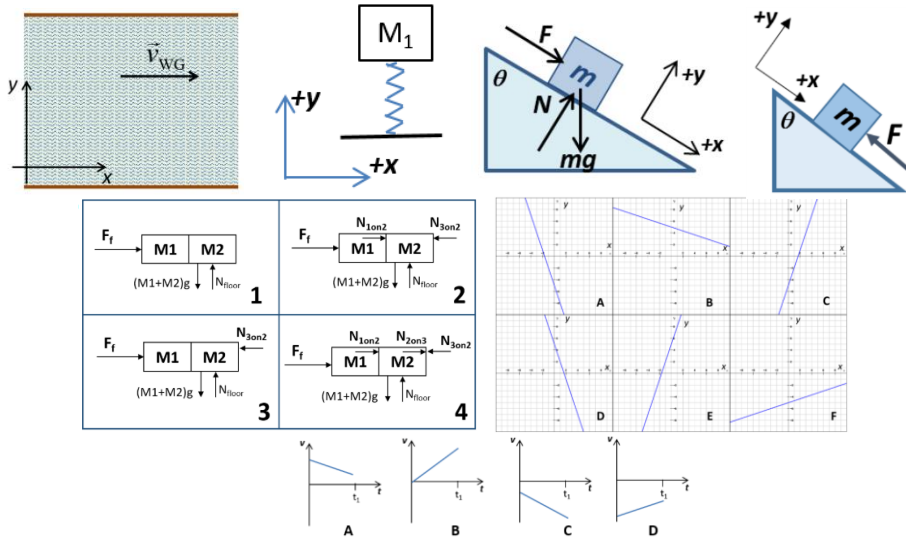 v⃗WG
y
x
M1
+y
+x
F
m
θ
N
mg
+y
+x
+y
+x
θ
m
F
Ff
M1 M2
(M1+M2)g
Nfloor
1
N1on2
N3on2
Ff
M1 M2
(M1+M2)g
Nfloor
2
N3on2
Ff
M1 M2
(M1+M2)g
Nfloor
3
N1on2 N2on3
N3on2
Ff
M1 M2
(M1+M2)g
Nfloor
4
y y y
x x x
A B C
y y y
x x x
D E F
v v v v
t t t t
t1 t1 t1 t1
A B C D